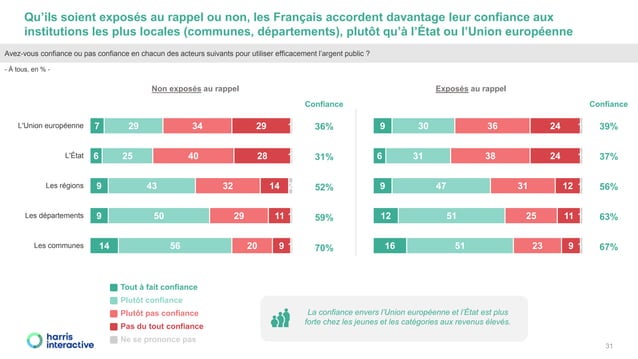 Qu’ils soient exposés au rappel ou non, les Français accordent davantage leur confiance aux
institutions les plus locales (communes, départements), plutôt qu’à l’État ou l’Union européenne
Avez-vous confiance ou pas confiance en chacun des acteurs suivants pour utiliser efficacement l’argent public ?
- À tous, en % -
Non exposés au rappel
Confiance
L’Union européenne 7 29 34 29 36%
L’État 6 25 40 28 31%
Les régions 9 43 32 14 52%
Les départements 9 50 29 11 59%
Les communes 14 56 20 9 70%
Exposés au rappel
Confiance
9 30 36 24 39%
6 31 38 24 37%
9 47 31 12 56%
12 51 25 11 63%
16 51 23 9 67%
Tout à fait confiance
Plutôt confiance
Plutôt pas confiance
Pas du tout confiance
Ne se prononce pas
La confiance envers l’Union européenne et l’État est plus
forte chez les jeunes et les catégories aux revenus élevés.
harris
interactive
31